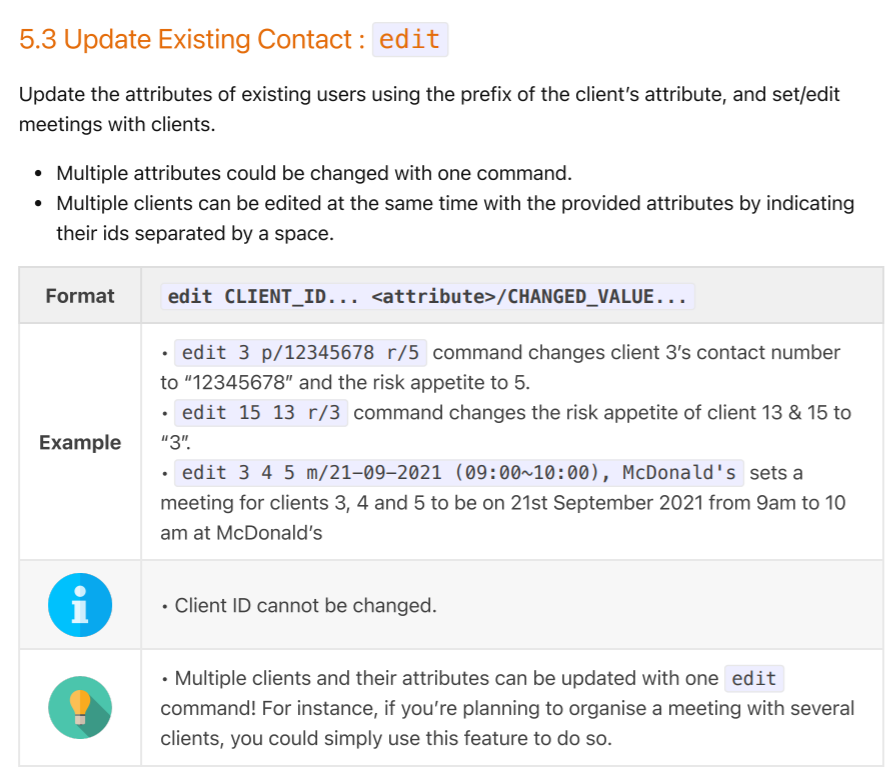 5.3 Update Existing Contact : edit
Update the attributes of existing users using the prefix of the client’s attribute, and set/edit
meetings with clients.
• Multiple attributes could be changed with one command.
• Multiple clients can be edited at the same time with the provided attributes by indicating
their ids separated by a space.
Format edit CLIENT_ID... <attribute>/CHANGED_VALUE...
• edit 3 p/12345678 r/5 command changes client 3’s contact number
to “12345678” and the risk appetite to 5.
• edit 15 13 r/3 command changes the risk appetite of client 13 & 15 to
Example “3”.
• edit 3 4 5 m/21-09-2021 (09:00~10:00), McDonald's sets a
meeting for clients 3, 4 and 5 to be on 21st September 2021 from 9am to 10
am at McDonald’s
• Client ID cannot be changed.
• Multiple clients and their attributes can be updated with one edit
command! For instance, if you’re planning to organise a meeting with several
clients, you could simply use this feature to do so.